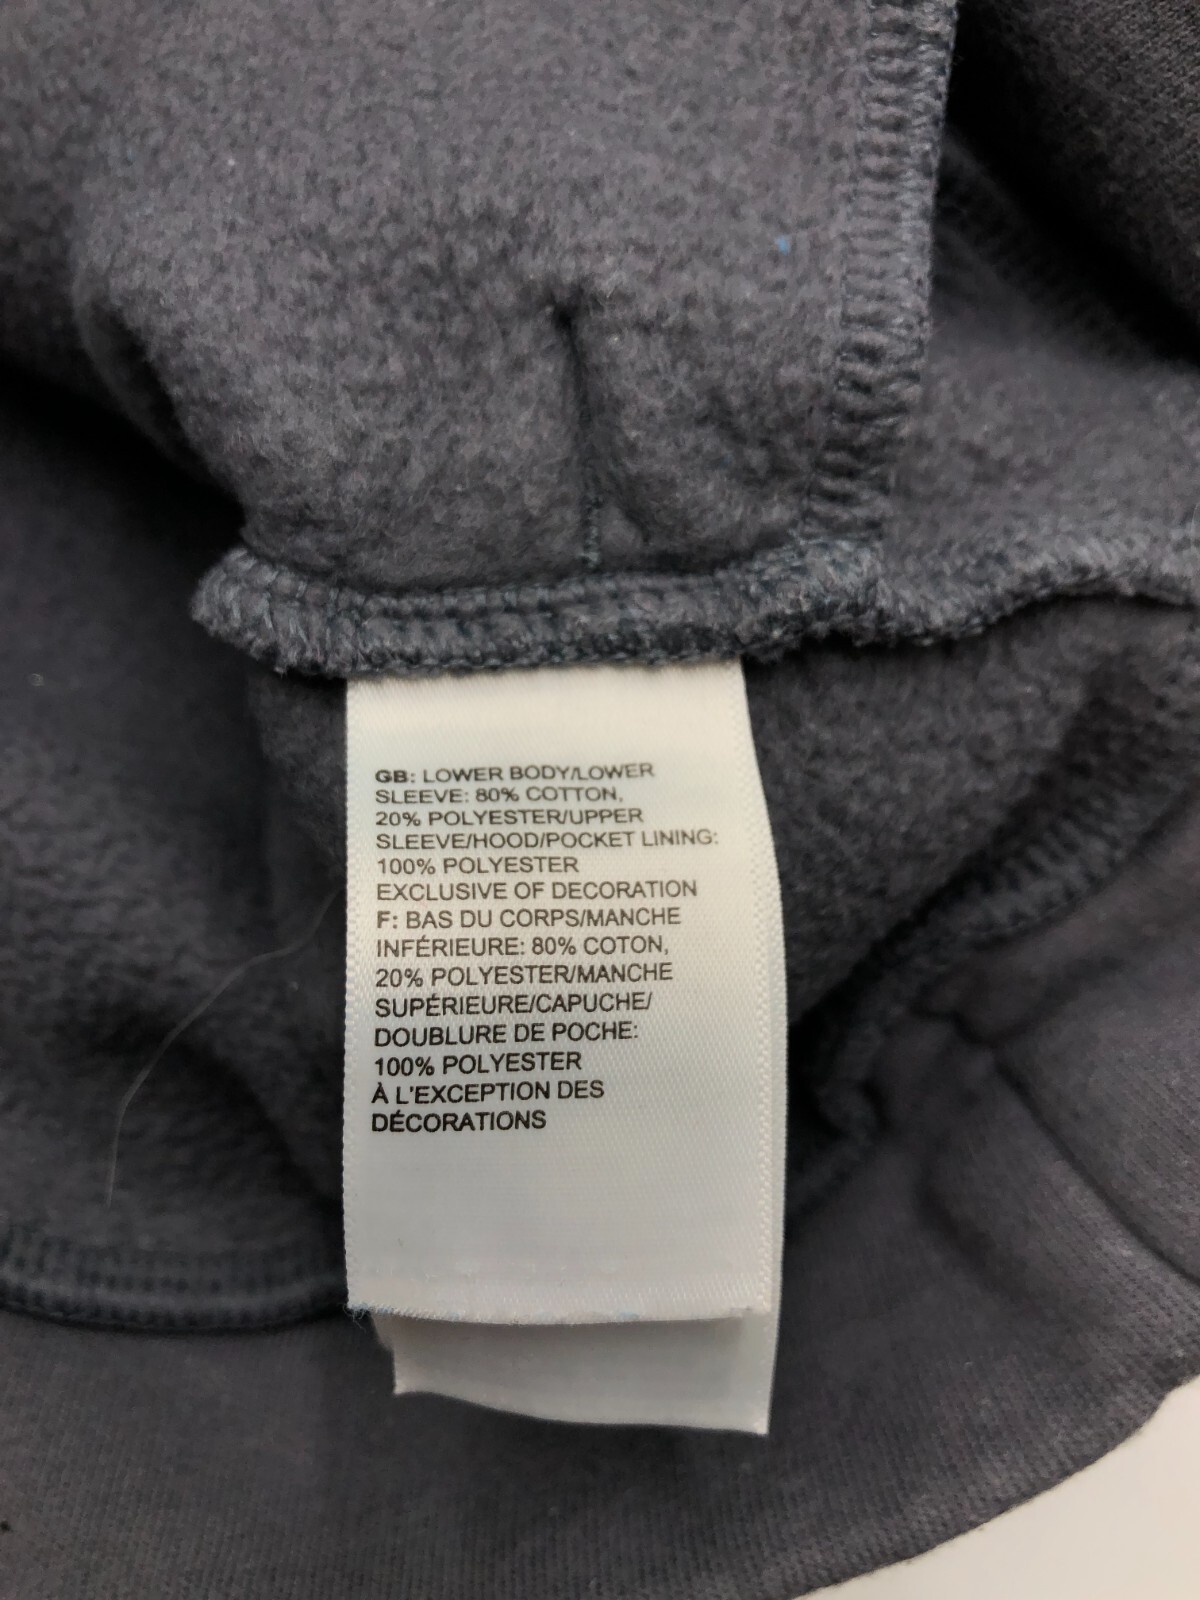 GB: LOWER BODY/LOWER
SLEEVE: 80% COTTON,
20% POLYESTER/UPPER
SLEEVE/HOOD/POCKET LINING:
100% POLYESTER
EXCLUSIVE OF DECORATION
F: BAS DU CORPS/MANCHE
INFÉRIEURE: 80% COTON,
20% POLYESTER/MANCHE
SUPÉRIEURE/CAPUCHE/
DOUBLURE DE POCHE:
100% POLYESTER
À L'EXCEPTION DES
DÉCORATIONS